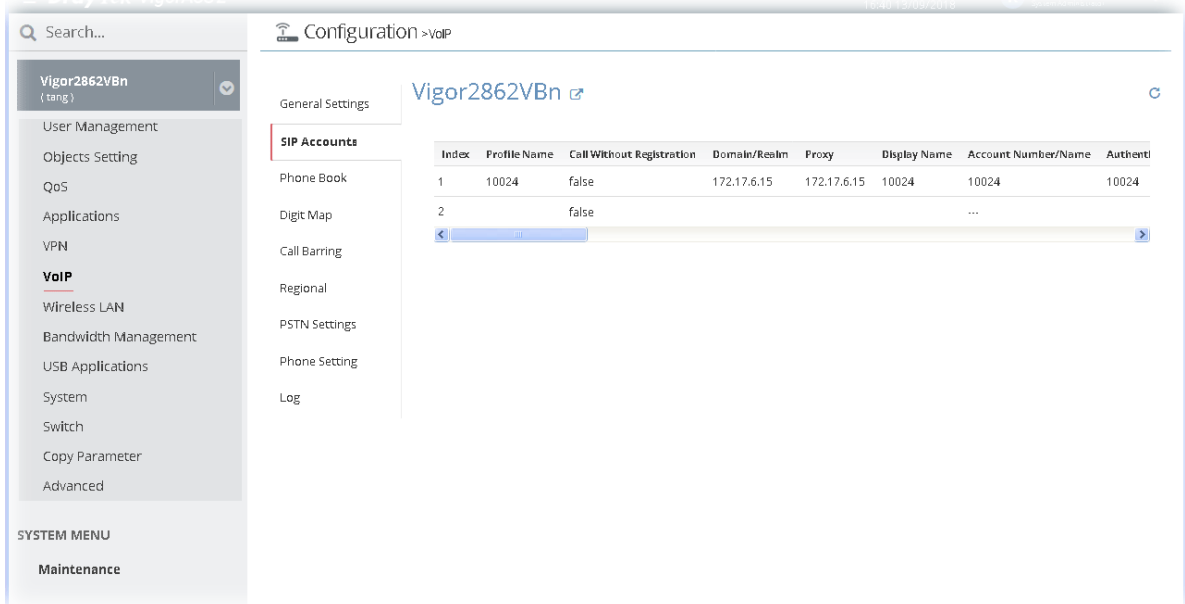 Search...
Configuration >VoIP
Vigor2862VBn
( tang )
User Management
Objects Setting
QoS
Applications
VPN
VoIP
Wireless LAN
Bandwidth Management
USB Applications
System
Switch
Copy Parameter
Advanced
SYSTEM MENU
Maintenance
General Settings
SIP Accounts
Phone Book
Digit Map
Call Barring
Regional
PSTN Settings
Phone Setting
Log
Vigor2862VBn
Index Profile Name Call Without Registration Domain/Realm Proxy Display Name Account Number/Name Authenti
1 10024 false 172.17.6.15 172.17.6.15 10024 10024 10024
2 false ...